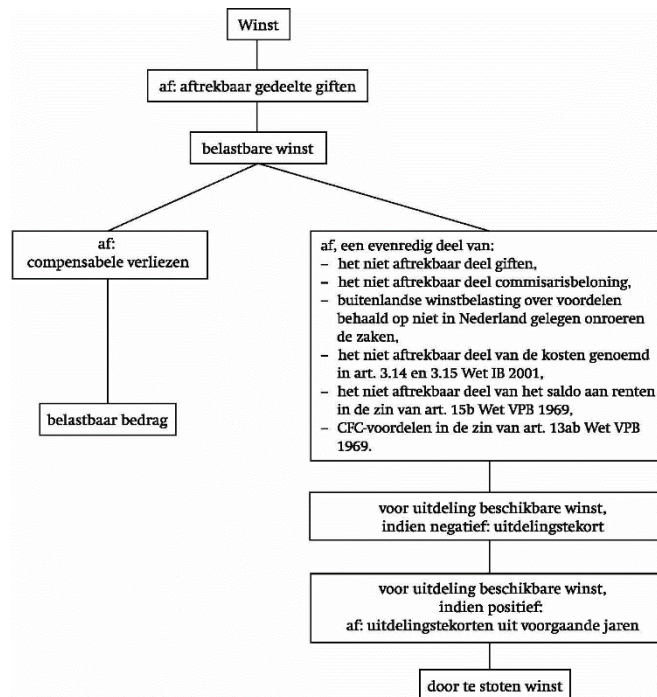 Winst
af: aftrekbaar gedeelte giften
belastbare winst
af:
compensabele verliezen
belastbaar bedrag
af, een evenredig deel van:
– het niet aftrekbaar deel giften,
– het niet aftrekbaar deel commisarisbeloning,
– buitenlandse winstbelasting over voordelen
behaald op niet in Nederland gelegen onroeren
de zaken,
– het niet aftrekbaar deel van de kosten genoemd
in art. 3.14 en 3.15 Wet IB 2001,
– het niet aftrekbaar deel van het saldo aan renten
in de zin van art. 15b Wet VPB 1969,
– CFC-voordelen in de zin van art. 13ab Wet VPB
1969.
voor uitdeling beschikbare winst,
indien negatief: uitdelingstekort
voor uitdeling beschikbare winst,
indien positief:
af: uitdelingstekorten uit voorgaande jaren
door te stoten winst